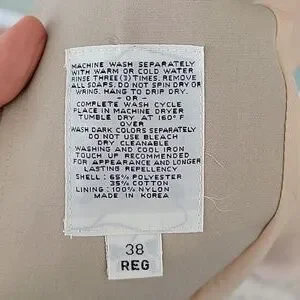 MACHINE WASH SEPARATELY
WITH WARM OR COLD WATER
RINSE THREE (3) TIMES. REMOVE
ALL SOAPS. DO NOT SPIN DRY OR
WRING. HANG TO DRIP DRY.
- OR -
COMPLETE WASH CYCLE
PLACE IN MACHINE DRYER
TUMBLE DRY AT 160° F
OVER
WASH DARK COLORS SEPARATELY
DO NOT USE BLEACH
DRY CLEANABLE
WASHING AND COOL IRON
TOUCH UP RECOMMENDED
FOR APPEARANCE AND LONGER
LASTING REPELLENCY
SHELL : 65% POLYESTER
35% COTTON
LINING : 100% NYLON
MADE IN KOREA
38
REG